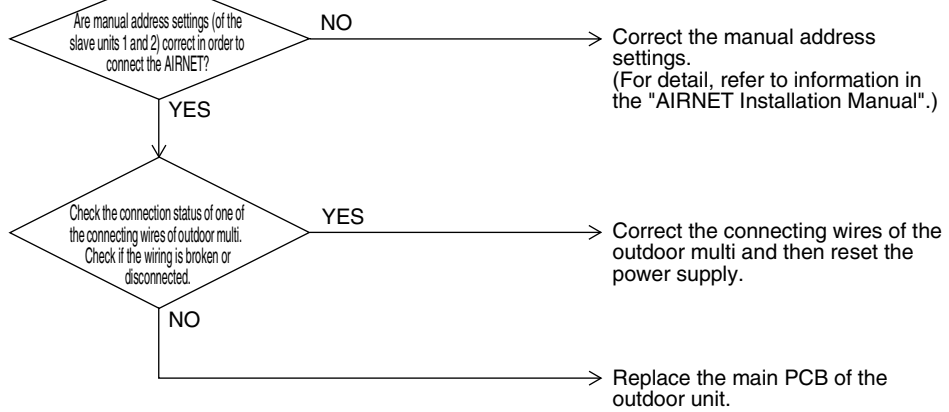 Are manual address settings (of the
slave units 1 and 2) correct in order to
connect the AIRNET?
NO
Correct the manual address
settings.
(For detail, refer to information in
the "AIRNET Installation Manual".)
YES
Check the connection status of one of
the connecting wires of outdoor multi.
Check if the wiring is broken or
disconnected.
YES
Correct the connecting wires of the
outdoor multi and then reset the
power supply.
NO
Replace the main PCB of the
outdoor unit.